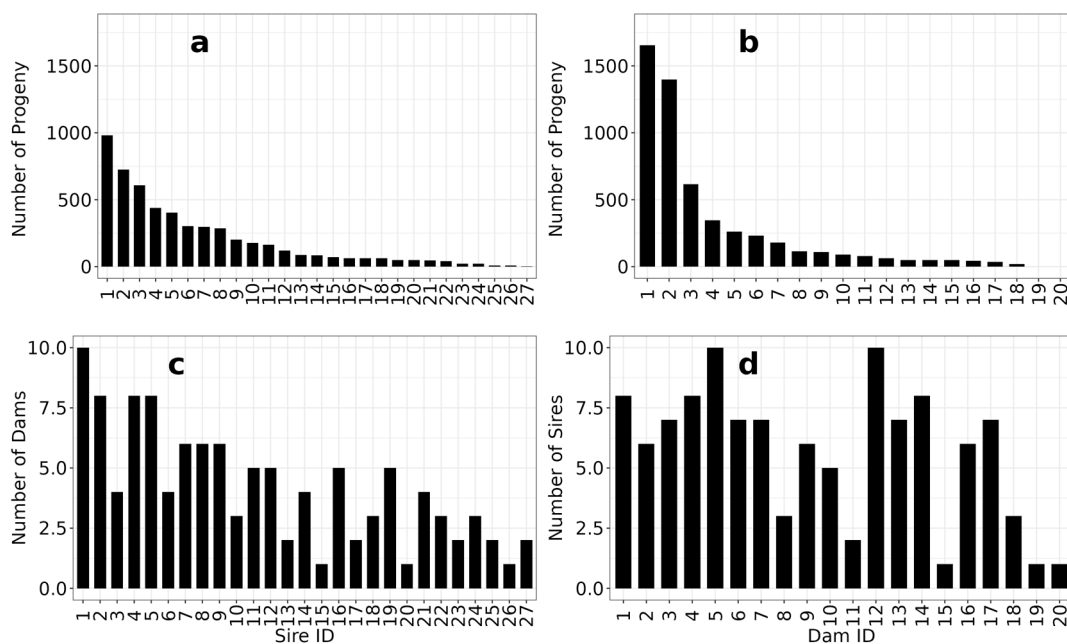 a
Number of Progeny
1500
1000
500
0
1 2 3 4 5 6 7 8 9 10 11 12 13 14 15 16 17 18 19 20 21 22 23 24 25 26 27
b
Number of Progeny
1500
1000
500
0
1 2 3 4 5 6 7 8 9 10 11 12 13 14 15 16 17 18 19 20
c
Number of Dams
10.0
7.5
5.0
2.5
0.0
1 2 3 4 5 6 7 8 9 10 11 12 13 14 15 16 17 18 19 20 21 22 23 24 25 26 27
Sire ID
d
Number of Sires
10.0
7.5
5.0
2.5
0.0
1 2 3 4 5 6 7 8 9 10 11 12 13 14 15 16 17 18 19 20
Dam ID